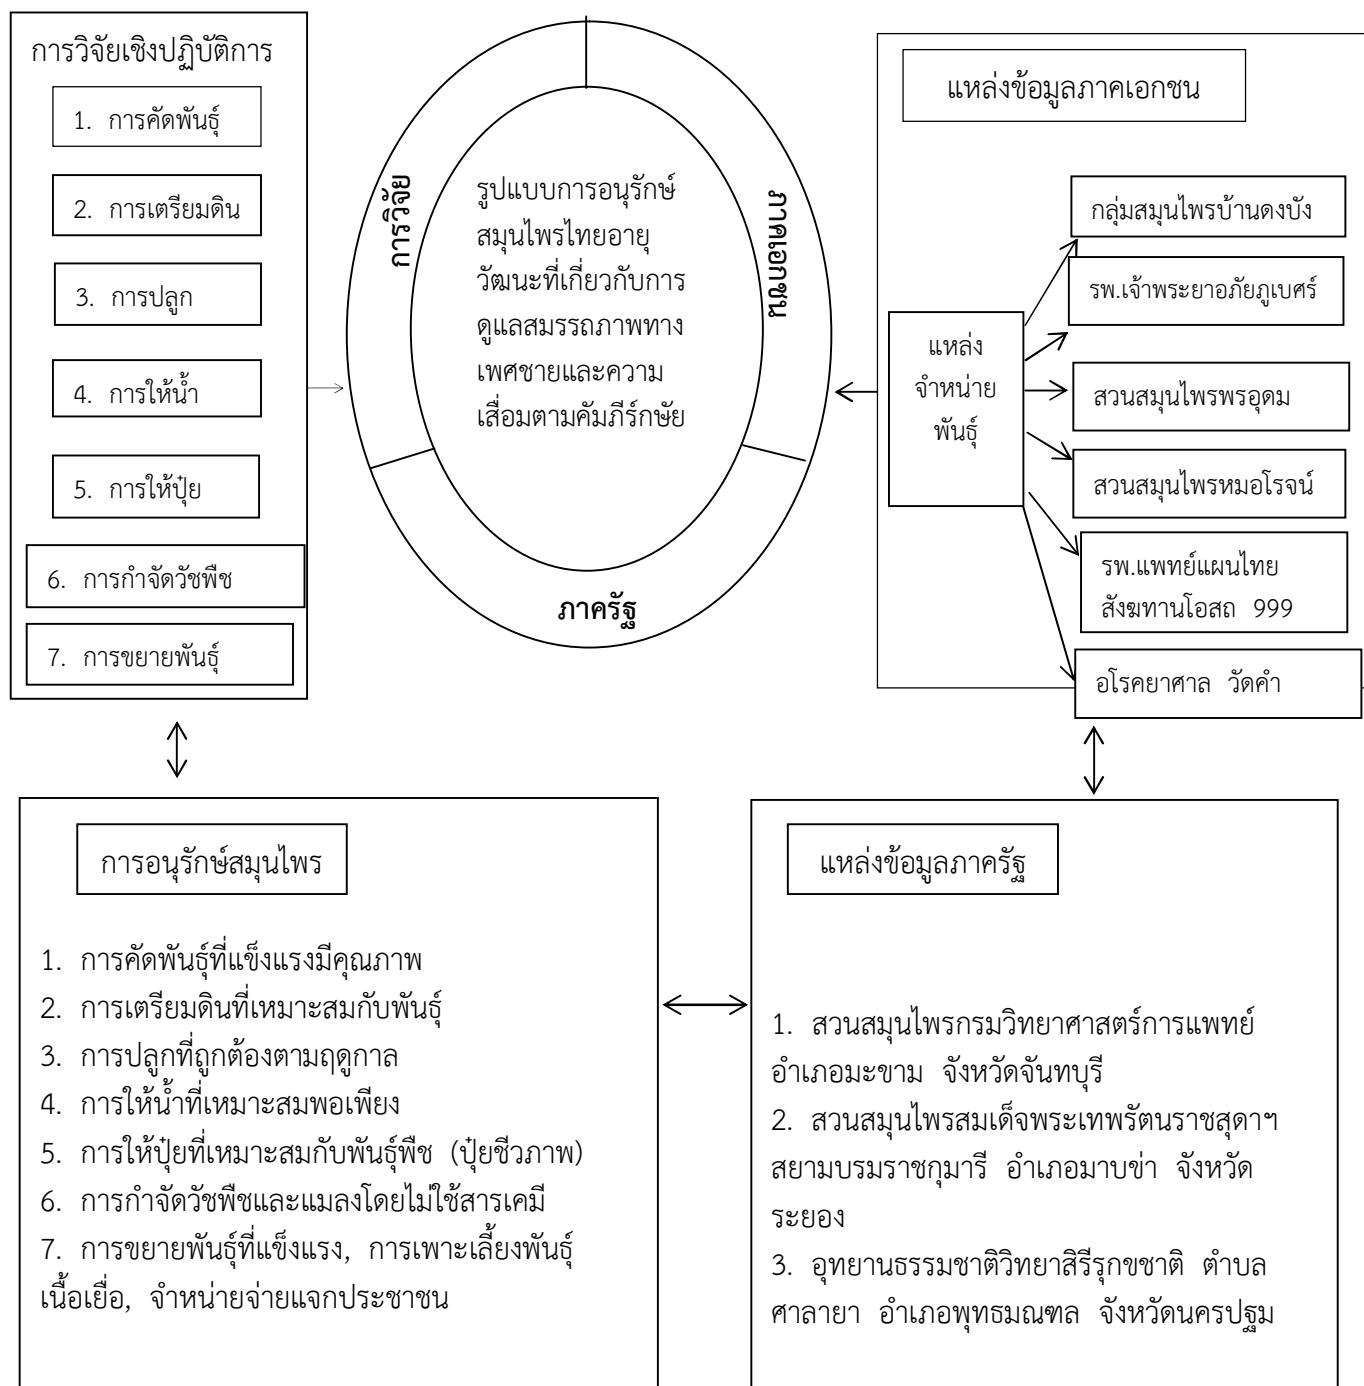 การวิจัยเชิงปฏิบัติการ
1. การคัดพันธุ์
2. การเตรียมดิน
3. การปลูก
4. การให้น้ำ
5. การให้ปุ๋ย
6. การกำจัดวัชพืช
7. การขยายพันธุ์
การวิจัย
ภาคเอกชน
ภาครัฐ
รูปแบบการอนุรักษ์
สมุนไพรไทยอายุ
วัฒนะที่เกี่ยวกับการ
ดูแลสมรรถภาพทาง
เพศชายและความ
เสื่อมตามคัมภีร์กษัย
แหล่งข้อมูลภาคเอกชน
แหล่ง
จำหน่าย
พันธุ์
กลุ่มสมุนไพรบ้านดงบัง
รพ.เจ้าพระยาอภัยภูเบศร์
สวนสมุนไพรพรอุดม
สวนสมุนไพรหมอโรจน์
รพ.แพทย์แผนไทย
สังฆทานโอสถ 999
อโรคยาศาล วัดคำ
การอนุรักษ์สมุนไพร
1. การคัดพันธุ์ที่แข็งแรงมีคุณภาพ
2. การเตรียมดินที่เหมาะสมกับพันธุ์
3. การปลูกที่ถูกต้องตามฤดูกาล
4. การให้น้ำที่เหมาะสมพอเพียง
5. การให้ปุ๋ยที่เหมาะสมกับพันธุ์พืช (ปุ๋ยชีวภาพ)
6. การกำจัดวัชพืชและแมลงโดยไม่ใช้สารเคมี
7. การขยายพันธุ์ที่แข็งแรง, การเพาะเลี้ยงพันธุ์
เนื้อเยื่อ, จำหน่ายจ่ายแจกประชาชน
แหล่งข้อมูลภาครัฐ
1. สวนสมุนไพรกรมวิทยาศาสตร์การแพทย์
อำเภอมะขาม จังหวัดจันทบุรี
2. สวนสมุนไพรสมเด็จพระเทพรัตนราชสุดาฯ
สยามบรมราชกุมารี อำเภอมาบข่า จังหวัด
ระยอง
3. อุทยานธรรมชาติวิทยาสิรีรุกขชาติ ตำบล
ศาลายา อำเภอพุทธมณฑล จังหวัดนครปฐม